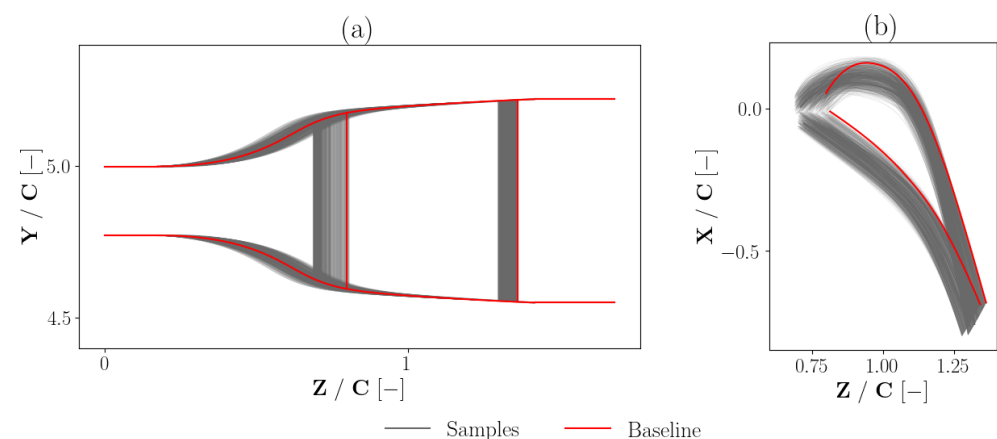 (a)
(b)
Y / C [−]
5.0
4.5
0
1
Z / C [−]
X / C [−]
0.0
−0.5
0.75
1.00
1.25
Z / C [−]
Samples
Baseline